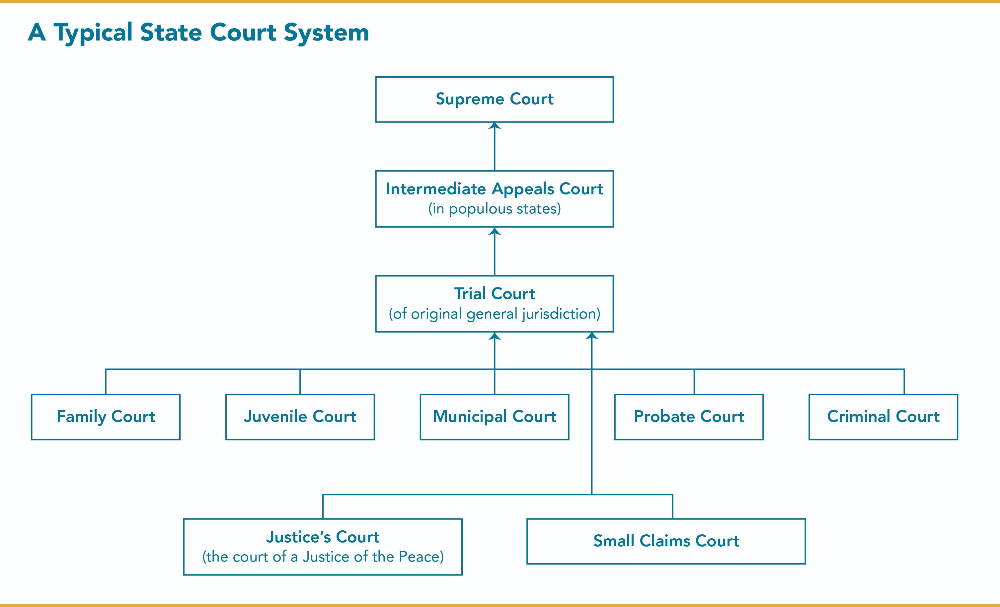 A Typical State Court System
Supreme Court
Intermediate Appeals Court
(in populous states)
Trial Court
(of original general jurisdiction)
Family Court
Juvenile Court
Municipal Court
Probate Court
Criminal Court
Justice’s Court
(the court of a Justice of the Peace)
Small Claims Court